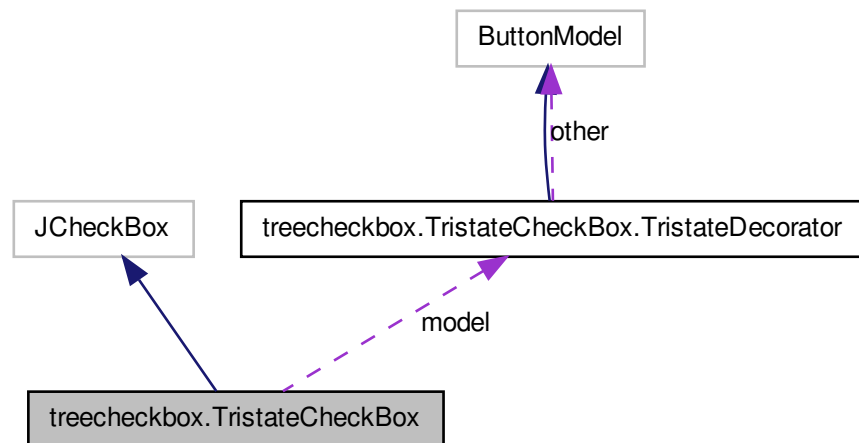 ButtonModel
other
JCheckBox
treecheckbox.TristateCheckBox.TristateDecorator
model
treecheckbox.TristateCheckBox